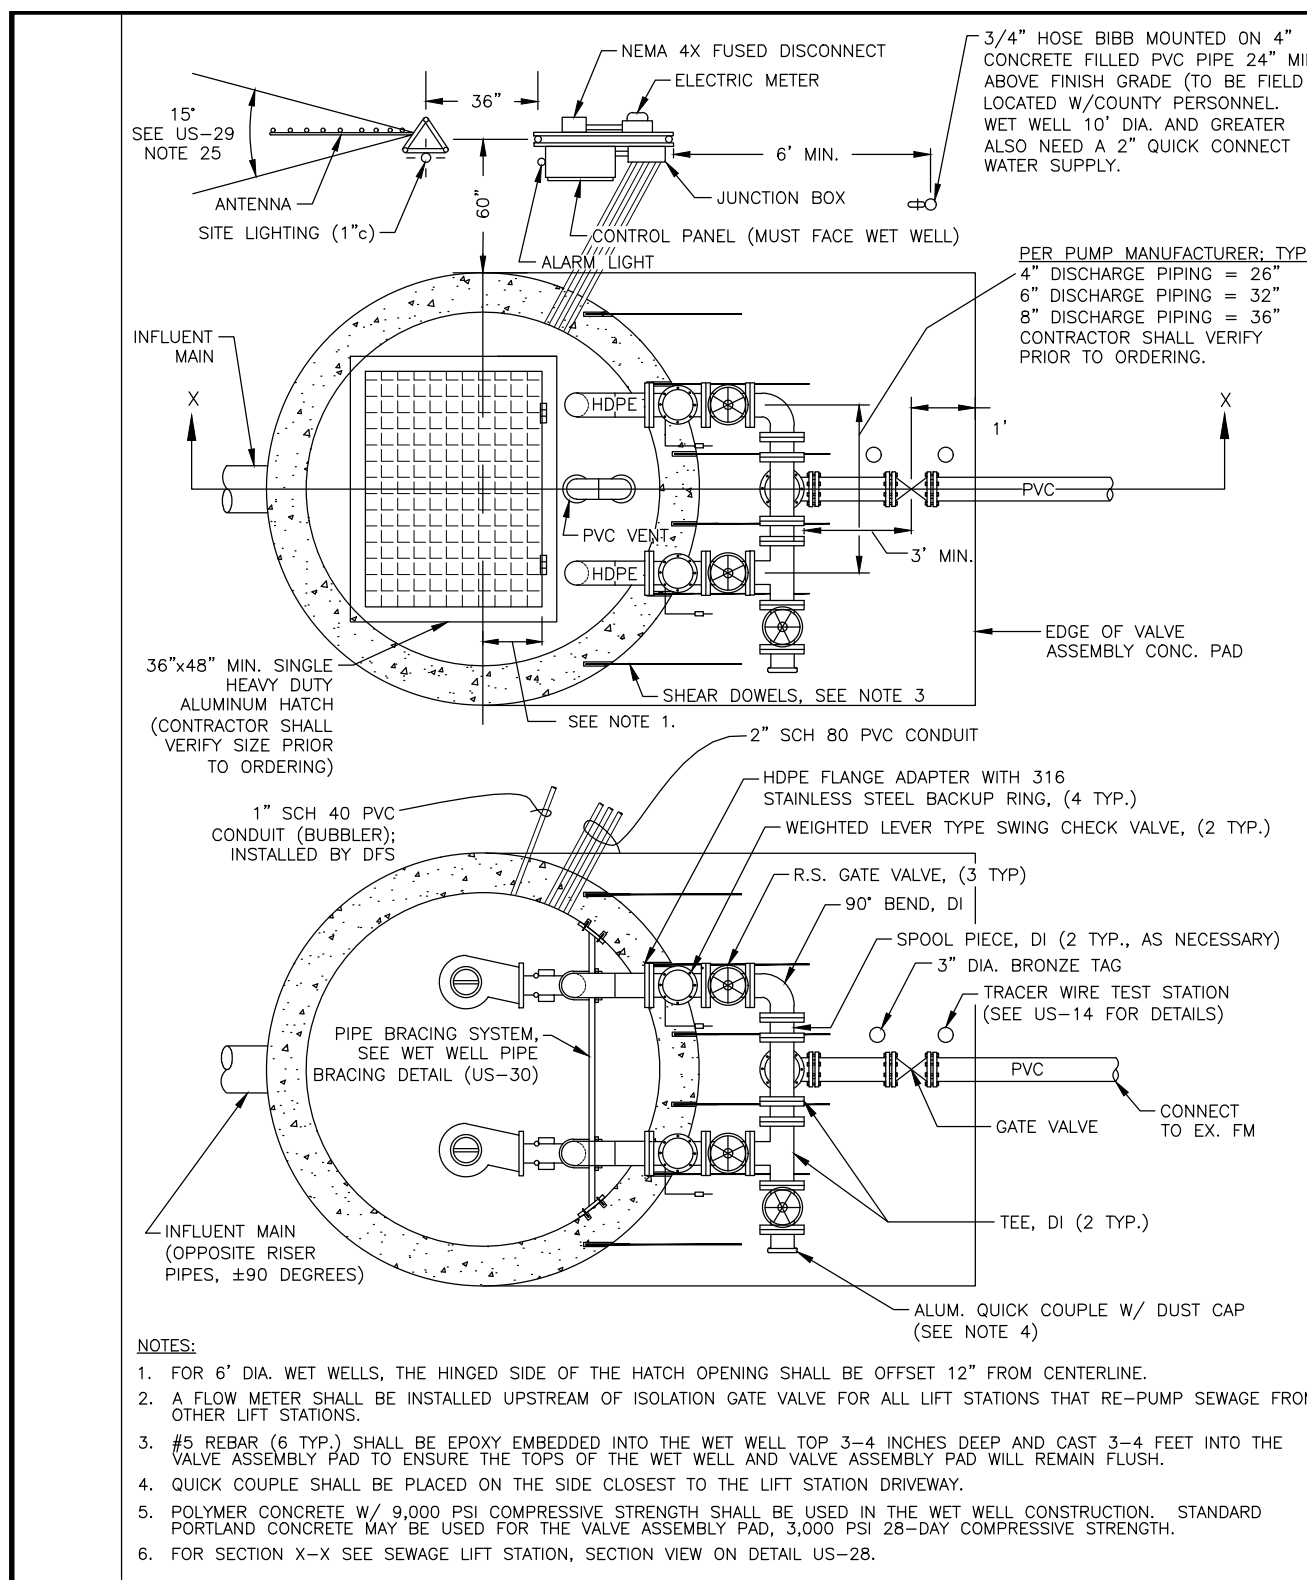 NEMA 4X FUSED DISCONNECT
ELECTRIC METER
3/4" HOSE BIBB MOUNTED ON 4"
CONCRETE FILLED PVC PIPE 24"
ABOVE FINISH GRADE (TO BE FIELD
LOCATED W/COUNTY PERSONNEL.
WET WELL 10' DIA. AND GREATER
ALSO NEED A 2" QUICK CONNECT
WATER SUPPLY.
36"
15°
SEE US-29
NOTE 25
6' MIN.
ANTENNA
60"
JUNCTION BOX
SITE LIGHTING (1"c)
CONTROL PANEL (MUST FACE WET WELL)
ALARM LIGHT
PER PUMP MANUFACTURER; TYP
4" DISCHARGE PIPING = 26"
6" DISCHARGE PIPING = 32"
8" DISCHARGE PIPING = 36"
CONTRACTOR SHALL VERIFY
PRIOR TO ORDERING.
INFLUENT
MAIN
X
X
HDPE
1'
PVC
PVC VENT
3' MIN.
HDPE
EDGE OF VALVE
ASSEMBLY CONC. PAD
36"x48" MIN. SINGLE
HEAVY DUTY
ALUMINUM HATCH
(CONTRACTOR SHALL
VERIFY SIZE PRIOR
TO ORDERING)
SHEAR DOWELS, SEE NOTE 3
SEE NOTE 1.
2" SCH 80 PVC CONDUIT
HDPE FLANGE ADAPTER WITH 316
STAINLESS STEEL BACKUP RING, (4 TYP.)
1" SCH 40 PVC
CONDUIT (BUBBLER);
INSTALLED BY DFS
WEIGHTED LEVER TYPE SWING CHECK VALVE, (2 TYP.)
R.S. GATE VALVE, (3 TYP)
90° BEND, DI
SPOOL PIECE, DI (2 TYP., AS NECESSARY)
3" DIA. BRONZE TAG
TRACER WIRE TEST STATION
(SEE US-14 FOR DETAILS)
PIPE BRACING SYSTEM,
SEE WET WELL PIPE
BRACING DETAIL (US-30)
PVC
CONNECT
TO EX. FM
GATE VALVE
TEE, DI (2 TYP.)
INFLUENT MAIN
(OPPOSITE RISER
PIPES, ±90 DEGREES)
ALUM. QUICK COUPLE W/ DUST CAP
(SEE NOTE 4)
NOTES:
1. FOR 6' DIA. WET WELLS, THE HINGED SIDE OF THE HATCH OPENING SHALL BE OFFSET 12" FROM CENTERLINE.
2. A FLOW METER SHALL BE INSTALLED UPSTREAM OF ISOLATION GATE VALVE FOR ALL LIFT STATIONS THAT RE-PUMP SEWAGE FROM
OTHER LIFT STATIONS.
3. #5 REBAR (6 TYP.) SHALL BE EPOXY EMBEDDED INTO THE WET WELL TOP 3-4 INCHES DEEP AND CAST 3-4 FEET INTO THE
VALVE ASSEMBLY PAD TO ENSURE THE TOPS OF THE WET WELL AND VALVE ASSEMBLY PAD WILL REMAIN FLUSH.
4. QUICK COUPLE SHALL BE PLACED ON THE SIDE CLOSEST TO THE LIFT STATION DRIVEWAY.
5. POLYMER CONCRETE W/ 9,000 PSI COMPRESSIVE STRENGTH SHALL BE USED IN THE WET WELL CONSTRUCTION. STANDARD
PORTLAND CONCRETE MAY BE USED FOR THE VALVE ASSEMBLY PAD, 3,000 PSI 28-DAY COMPRESSIVE STRENGTH.
6. FOR SECTION X-X SEE SEWAGE LIFT STATION, SECTION VIEW ON DETAIL US-28.